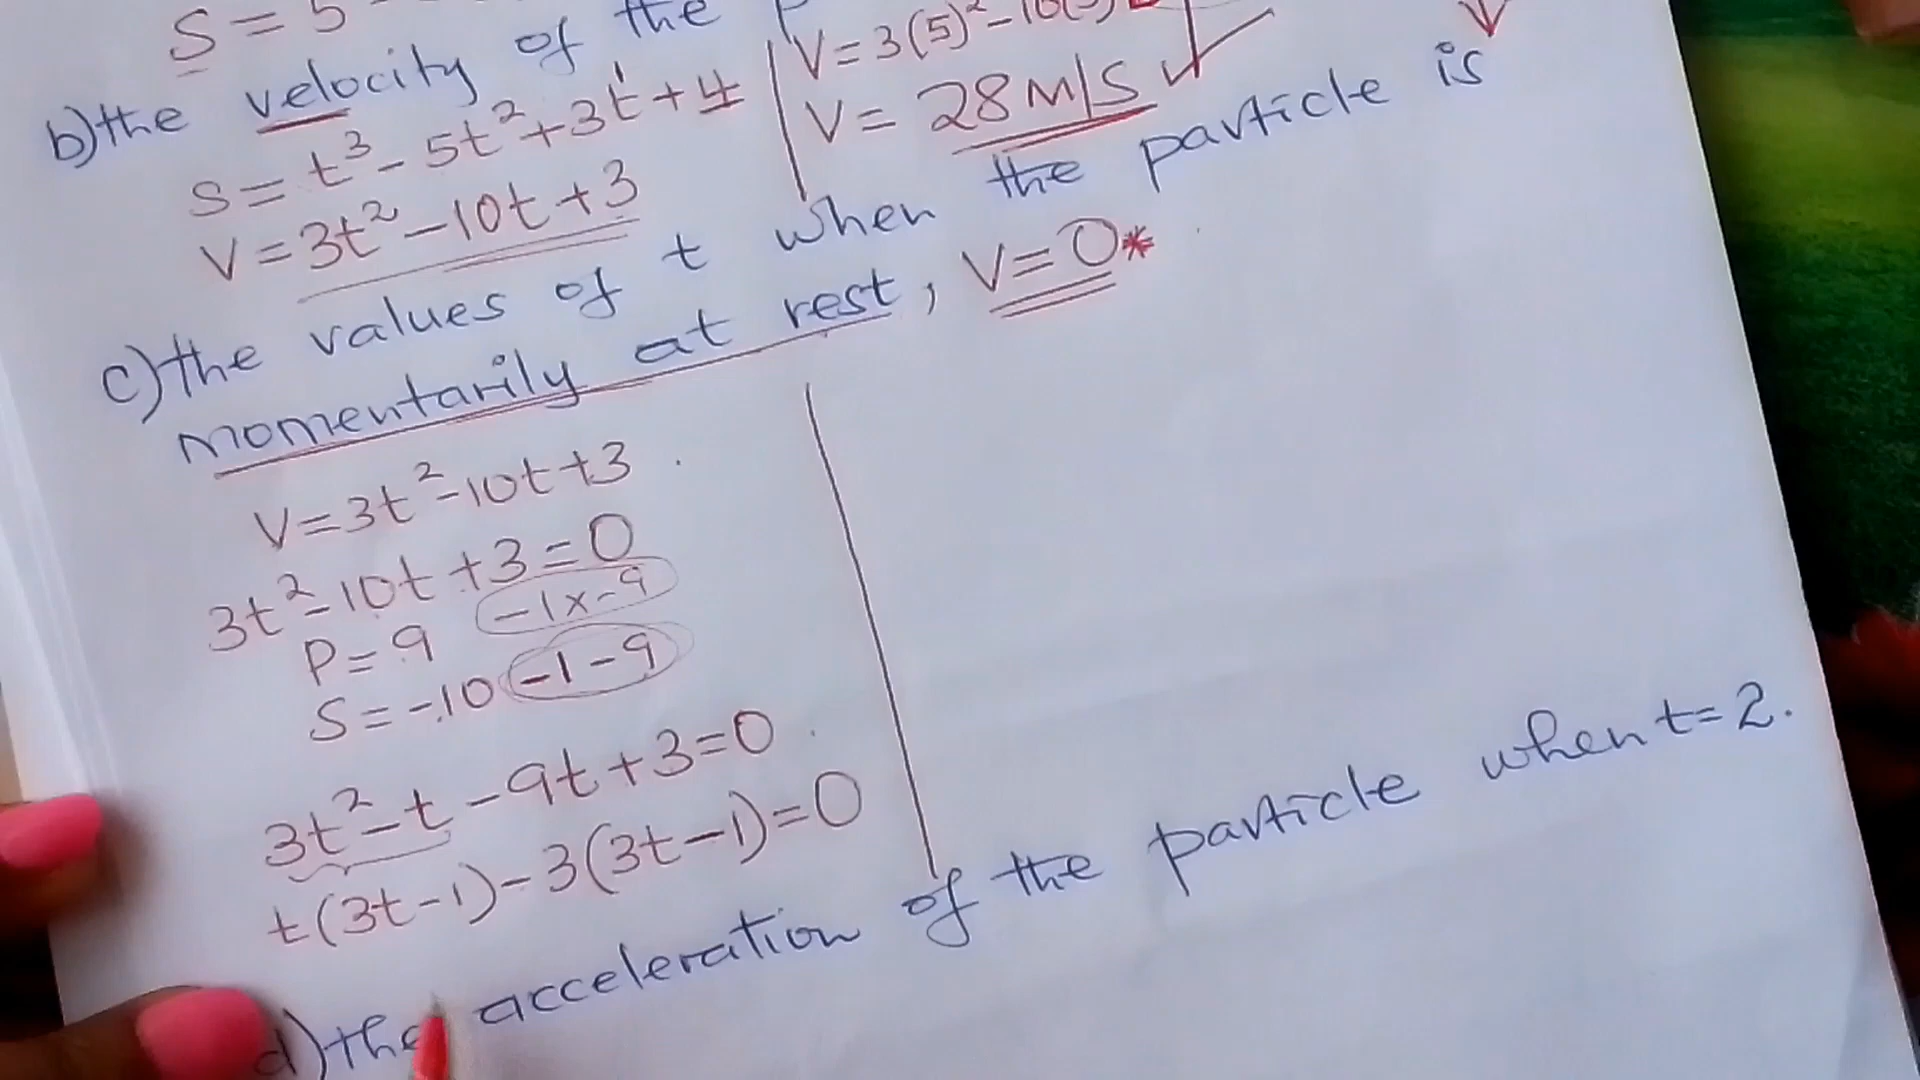 S = 5
b) the velocity of the
S = t³ - 5t² + 3t¹ + 4
V = 3t² - 10t + 3
V = 3(5)² - 10(5)
V = 28 M/S ✓
c) the values of t when the particle is
momentarily at rest, V = 0*
V = 3t² - 10t + 3
3t² - 10t + 3 = 0
P = 9 -1 x -9
S = -10 -1 - 9
3t² - t - 9t + 3 = 0
t(3t - 1) - 3(3t - 1) = 0
d) the acceleration of the particle when t = 2.